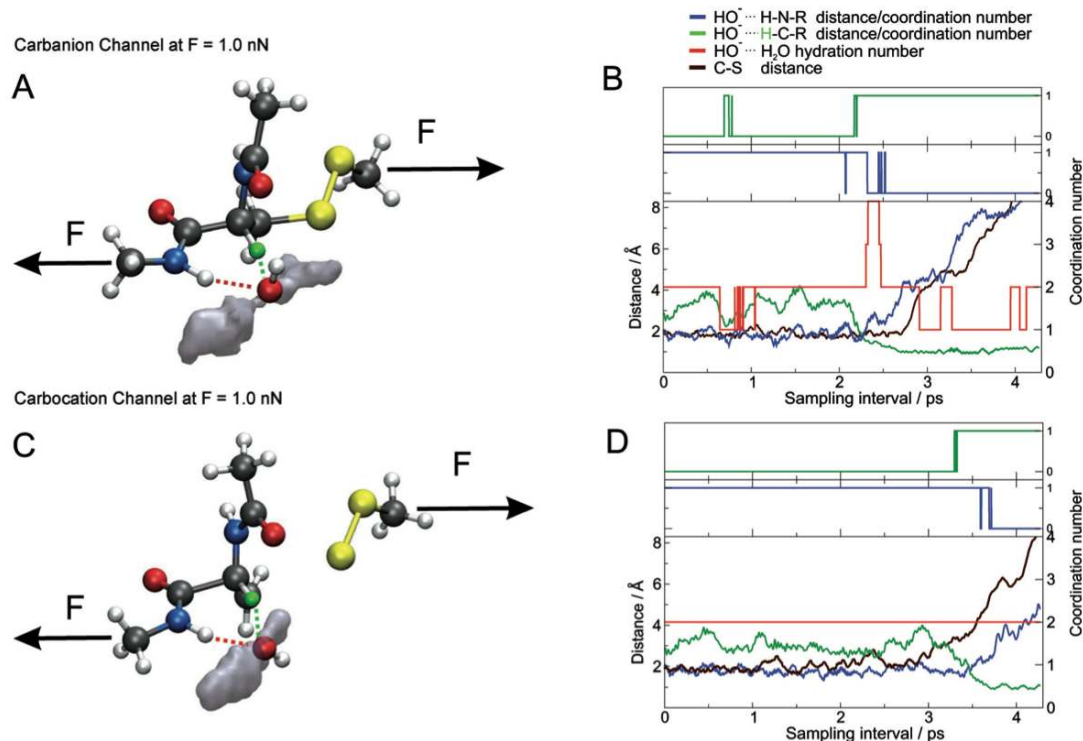 HO⁻ ···· H-N-R distance/coordination number
HO⁻ ···· H-C-R distance/coordination number
HO⁻ ···· H₂O hydration number
C-S distance
Carbanion Channel at F = 1.0 nN
A
F
F
B
1
0
1
0
8
6
4
2
4
3
2
1
0
Distance / Å
Coordination number
0
1
2
3
4
Sampling interval / ps
Carbocation Channel at F = 1.0 nN
C
F
F
D
1
0
1
0
8
6
4
2
4
3
2
1
0
Distance / Å
Coordination number
0
1
2
3
4
Sampling interval / ps